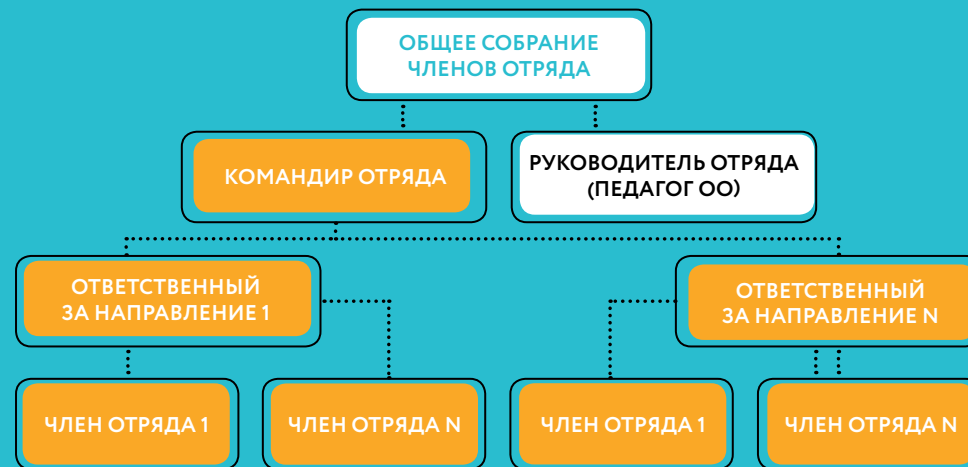 ОБЩЕЕ СОБРАНИЕ
ЧЛЕНОВ ОТРЯДА
КОМАНДИР ОТРЯДА
РУКОВОДИТЕЛЬ ОТРЯДА
(ПЕДАГОГ ОО)
ОТВЕТСТВЕННЫЙ
ЗА НАПРАВЛЕНИЕ 1
ОТВЕТСТВЕННЫЙ
ЗА НАПРАВЛЕНИЕ N
ЧЛЕН ОТРЯДА 1
ЧЛЕН ОТРЯДА N
ЧЛЕН ОТРЯДА 1
ЧЛЕН ОТРЯДА N